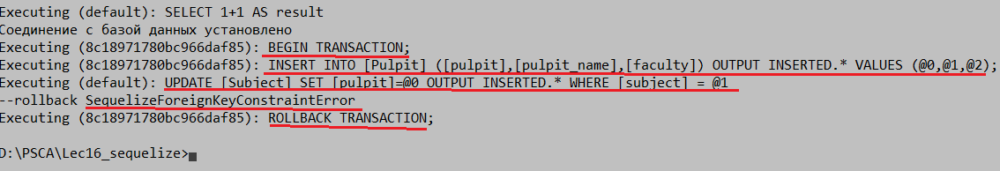 Executing (default): SELECT 1+1 AS result
Соединение с базой данных установлено
Executing (8c18971780bc966daf85): BEGIN TRANSACTION;
Executing (8c18971780bc966daf85): INSERT INTO [Pulpit] ([pulpit],[pulpit_name],[faculty]) OUTPUT INSERTED.* VALUES (@0,@1,@2);
Executing (default): UPDATE [Subject] SET [pulpit]=@0 OUTPUT INSERTED.* WHERE [subject] = @1
--rollback SequelizeForeignKeyConstraintError
Executing (8c18971780bc966daf85): ROLLBACK TRANSACTION;
D:\PSCA\Lec16_sequelize>